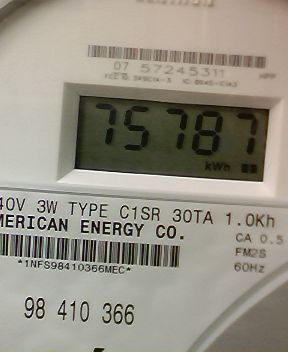 07 57245311
HPP
75787
kWh
40V 3W TYPE C1SR 30TA 1.0Kh
MERICAN ENERGY CO.
CA 0.5
FM2S
60Hz
*1NFS98410366MEC*
98 410 366